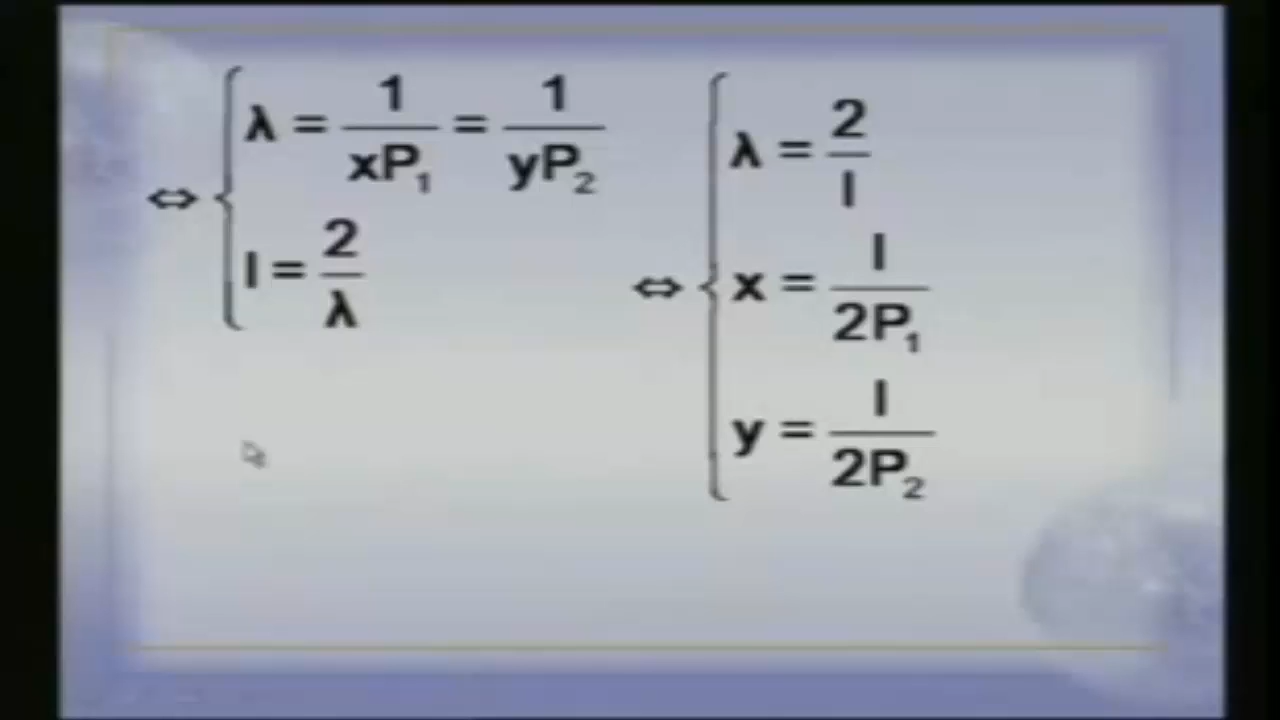 ⇔ { λ = 1/(xP₁) = 1/(yP₂)
I = 2/λ
⇔ { λ = 2/I
x = I/(2P₁)
y = I/(2P₂)